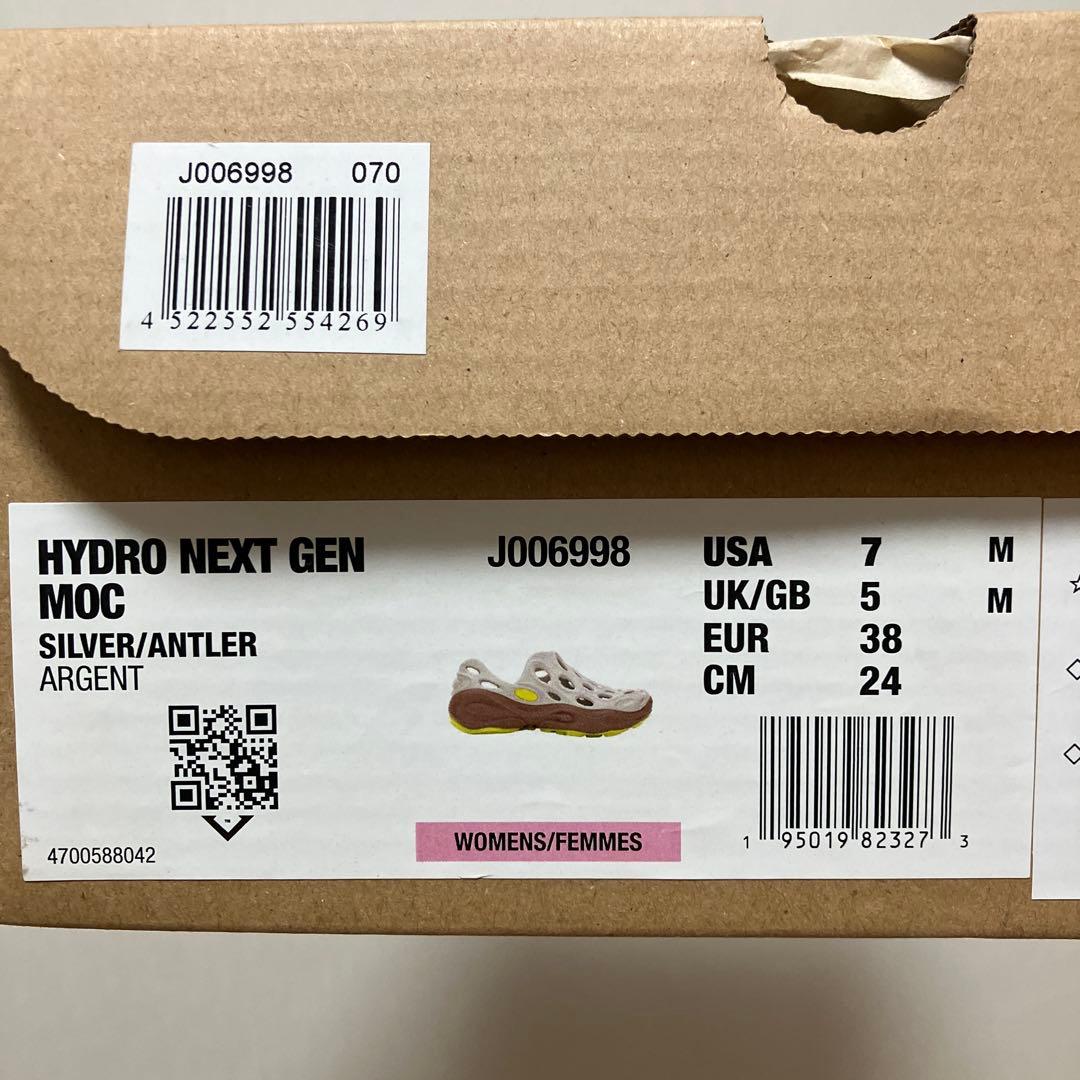 J006998 070
4 522552 554269
HYDRO NEXT GEN
MOC
SILVER/ANTLER
ARGENT
4700588042
J006998
WOMENS/FEMMES
USA 7 M
UK/GB 5 M
EUR 38
CM 24
1 95019 82327 3